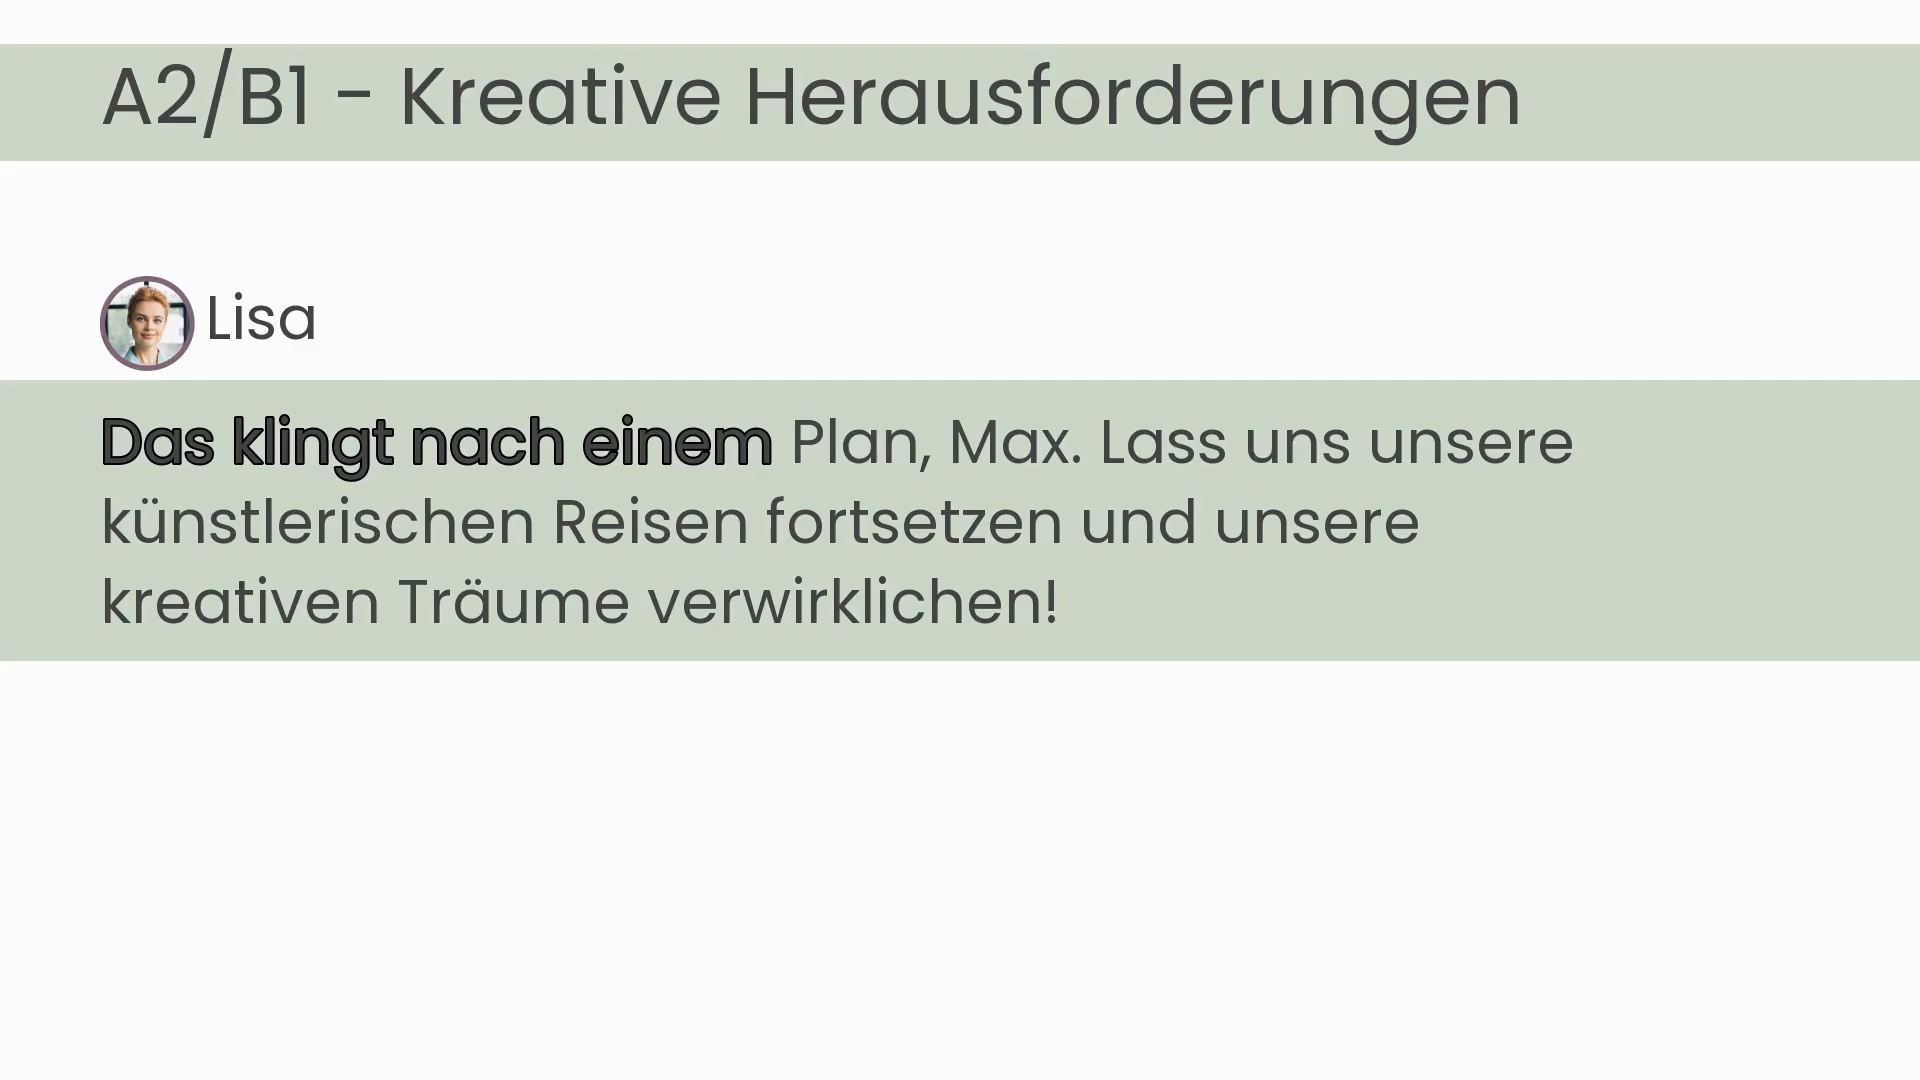 A2/B1 - Kreative Herausforderungen
Lisa
Das klingt nach einem Plan, Max. Lass uns unsere
künstlerischen Reisen fortsetzen und unsere
kreativen Träume verwirklichen!